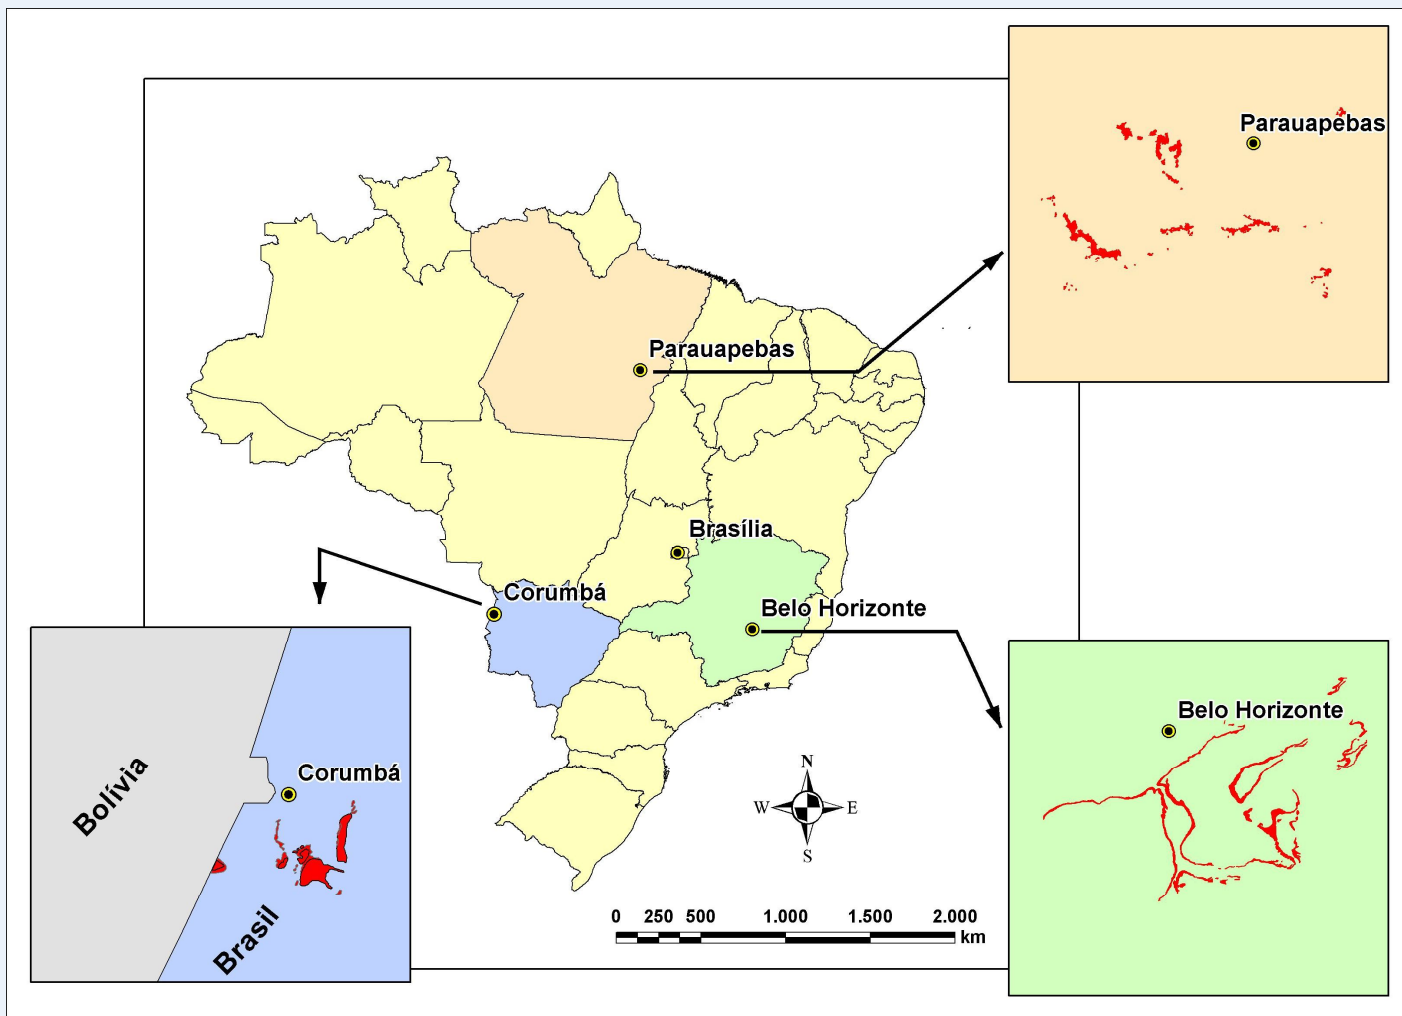 Parauapebas
Parauapebas
Brasília
Corumbá
Belo Horizonte
Belo Horizonte
Corumbá
Bolívia
Brasil
N
W E
S
0 250 500 1.000 1.500 2.000
km